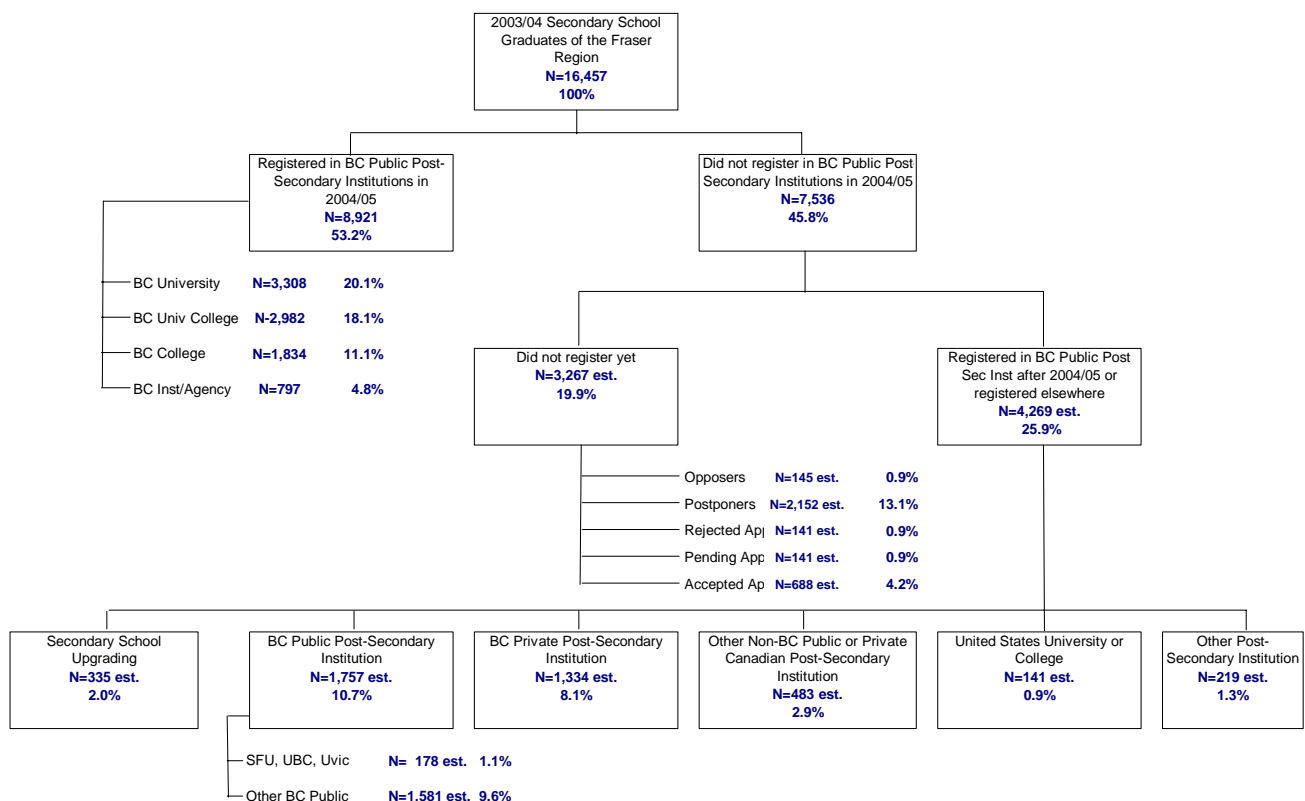 2003/04 Secondary School
Graduates of the Fraser
Region
N=16,457
100%
Registered in BC Public Post-
Secondary Institutions in
2004/05
N=8,921
53.2%
Did not register in BC Public Post
Secondary Institutions in 2004/05
N=7,536
45.8%
BC University N=3,308 20.1%
BC Univ College N-2,982 18.1%
BC College N=1,834 11.1%
BC Inst/Agency N=797 4.8%
Did not register yet
N=3,267 est.
19.9%
Registered in BC Public Post
Sec Inst after 2004/05 or
registered elsewhere
N=4,269 est.
25.9%
Opposers N=145 est. 0.9%
Postponers N=2,152 est. 13.1%
Rejected App N=141 est. 0.9%
Pending App N=141 est. 0.9%
Accepted Ap N=688 est. 4.2%
Secondary School
Upgrading
N=335 est.
2.0%
BC Public Post-Secondary
Institution
N=1,757 est.
10.7%
BC Private Post-Secondary
Institution
N=1,334 est.
8.1%
Other Non-BC Public or Private
Canadian Post-Secondary
Institution
N=483 est.
2.9%
United States University or
College
N=141 est.
0.9%
Other Post-
Secondary Institution
N=219 est.
1.3%
SFU, UBC, Uvic N= 178 est. 1.1%
Other BC Public N=1,581 est. 9.6%